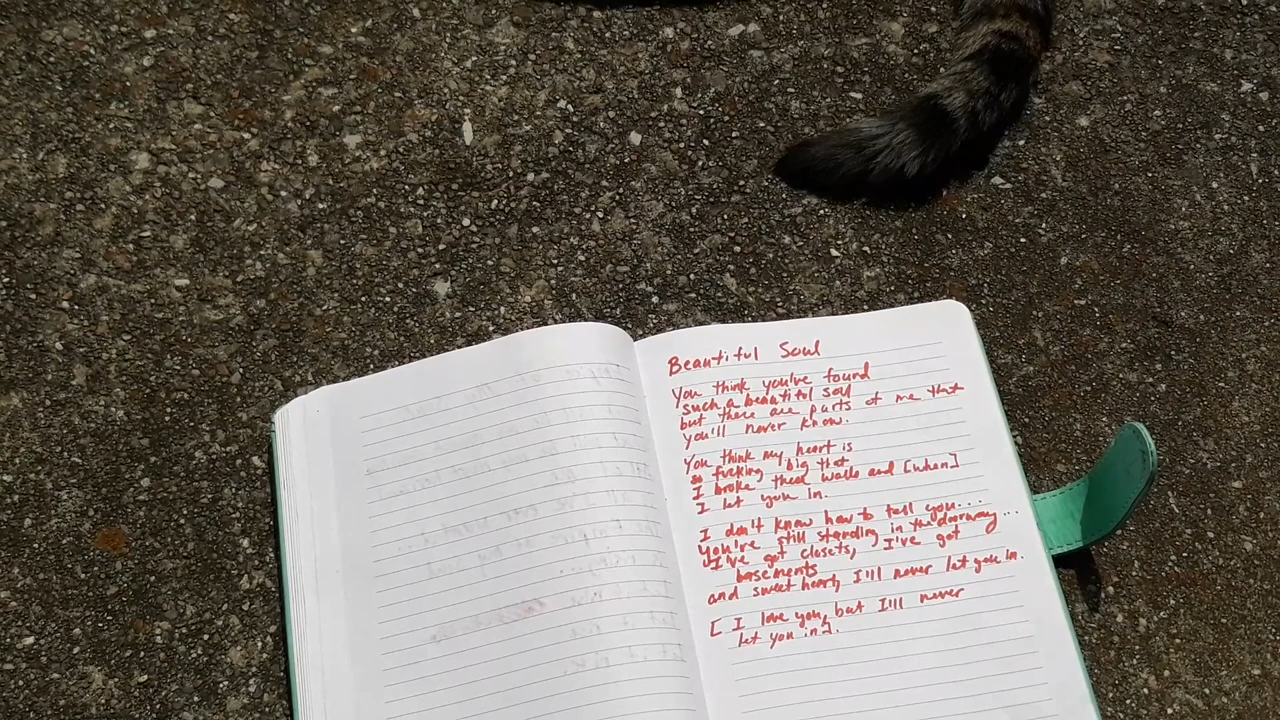 Beautiful Soul
You think you've found
such a beautiful soul
but there are parts of me that
you'll never know.
You think my heart is
so fucking big that
I broke these walls and [when]
I let you in.
I don't know how to tell you...
you're still standing in the doorway...
I've got closets, I've got
basements
and sweet heart, I'll never let you in.
[ I love you, but I'll never
let you in].